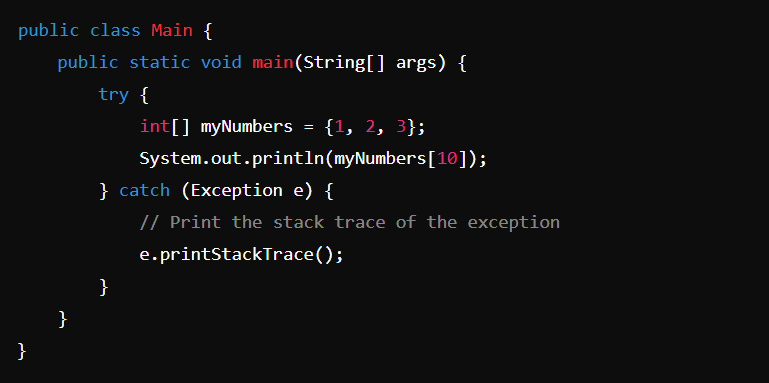 public class Main {
    public static void main(String[] args) {
        try {
            int[] myNumbers = {1, 2, 3};
            System.out.println(myNumbers[10]);
        } catch (Exception e) {
            // Print the stack trace of the exception
            e.printStackTrace();
        }
    }
}